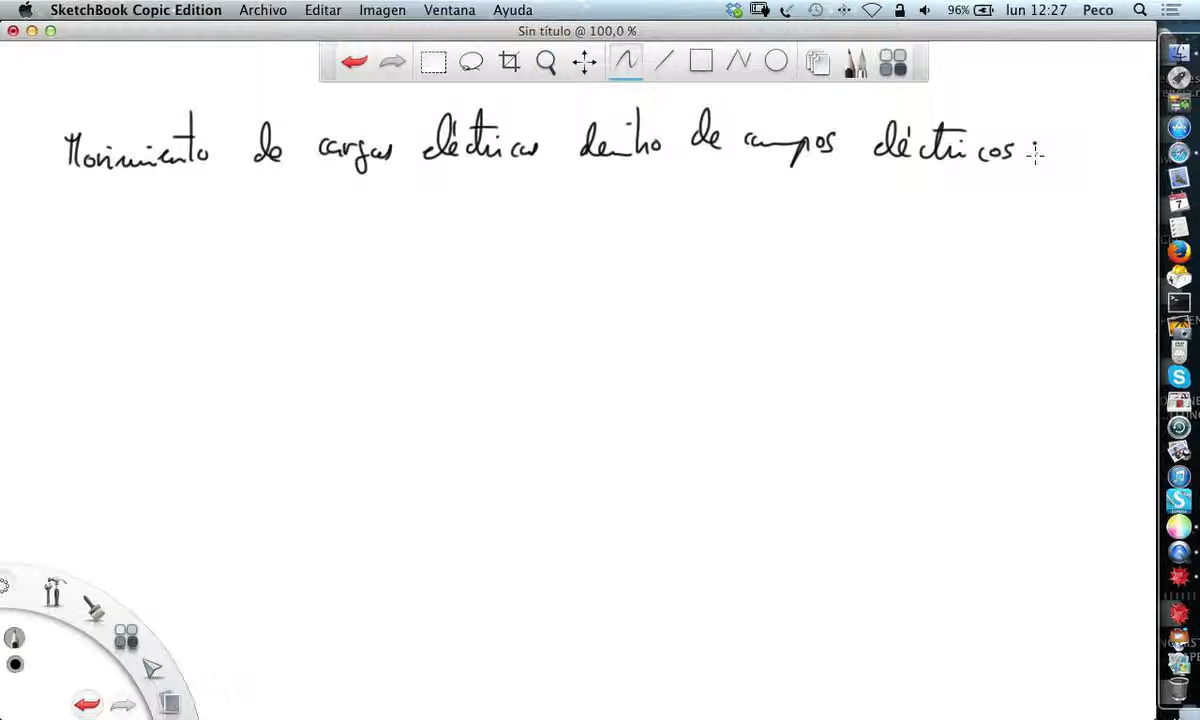 SketchBook Copic Edition Archivo Editar Imagen Ventana Ayuda 96% lun 12:27 Peco
Sin título @ 100,0 %
Movimiento de cargas eléctricas dentro de campos eléctricos